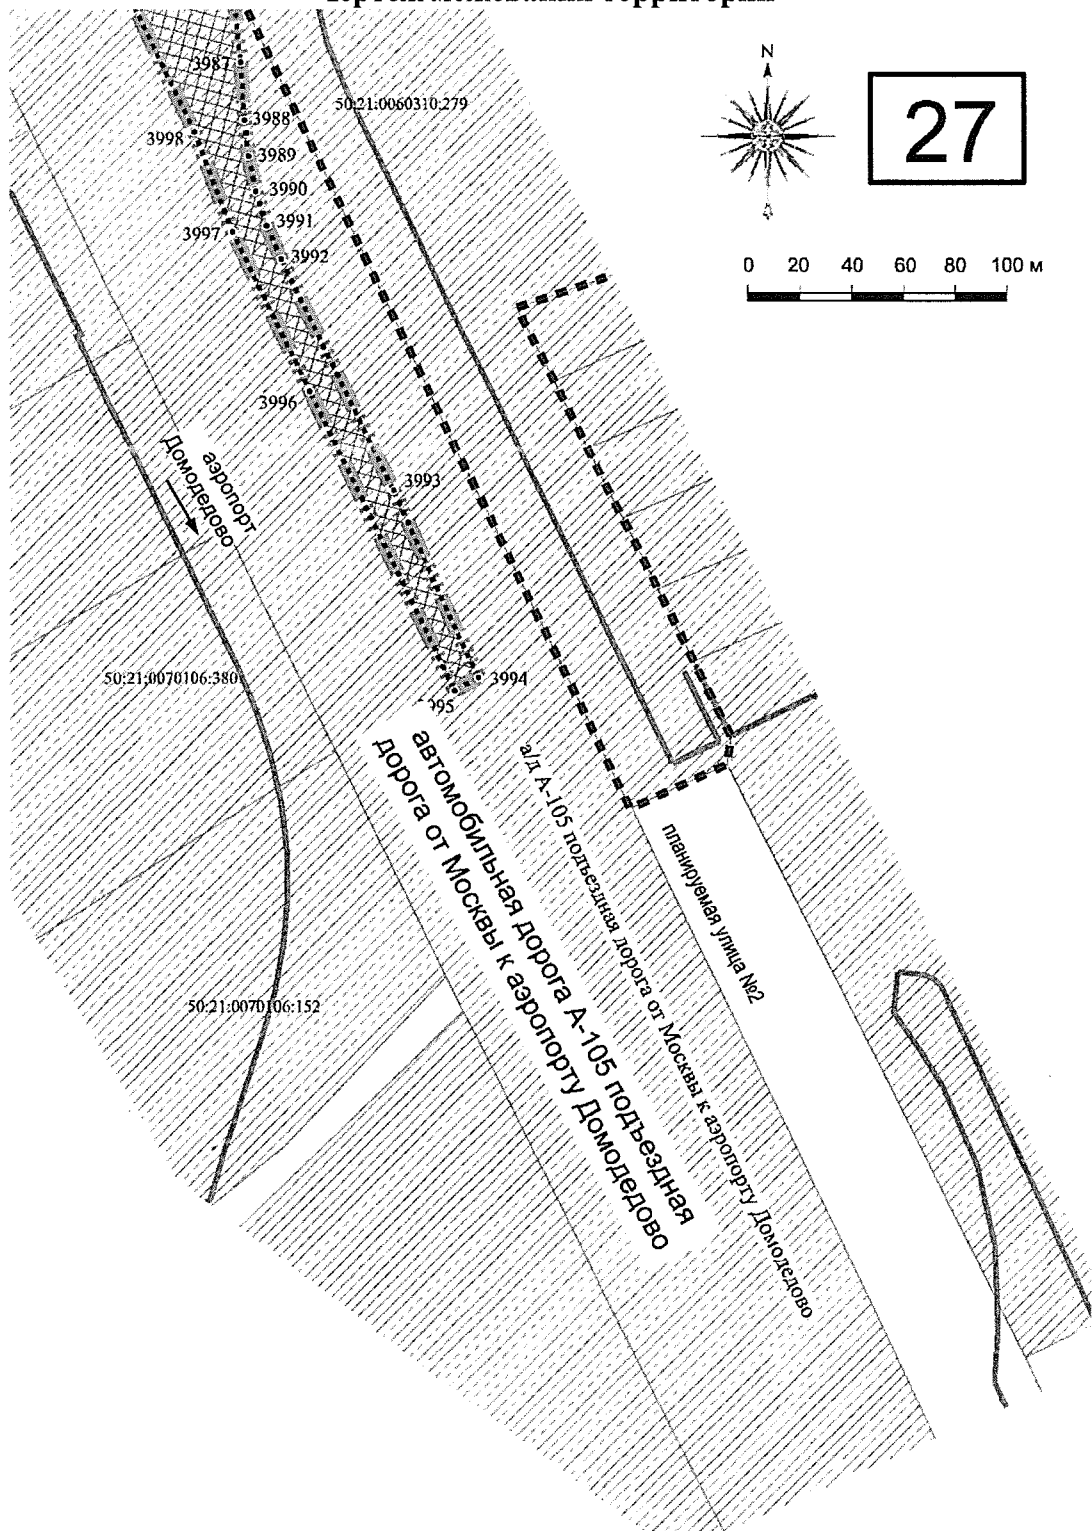 межевания территории
N
27
0 20 40 60 80 100 м
3987
50:21:0060310:279
3988
3998
3989
3990
3991
3997
3992
3996
аэропорт
Домодедово
3993
50:21:0070106:380
3994
автомобильная дорога А-105 подъездная
дорога от Москвы к аэропорту Домодедово
а/д А-105 подъездная дорога от Москвы к аэропорту Домодедово
планируемая улица №2
50:21:0070106:152